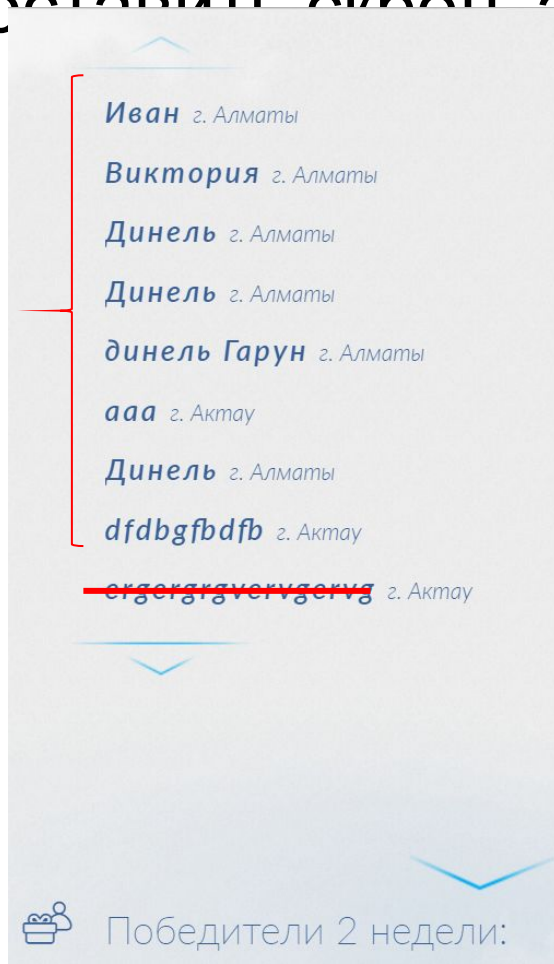 Иван г. Алматы
Виктория г. Алматы
Динель г. Алматы
Динель г. Алматы
динель Гарун г. Алматы
ааа г. Актау
Динель г. Алматы
dfdbgfbdfb г. Актау
г. Актау
Победители 2 недели: